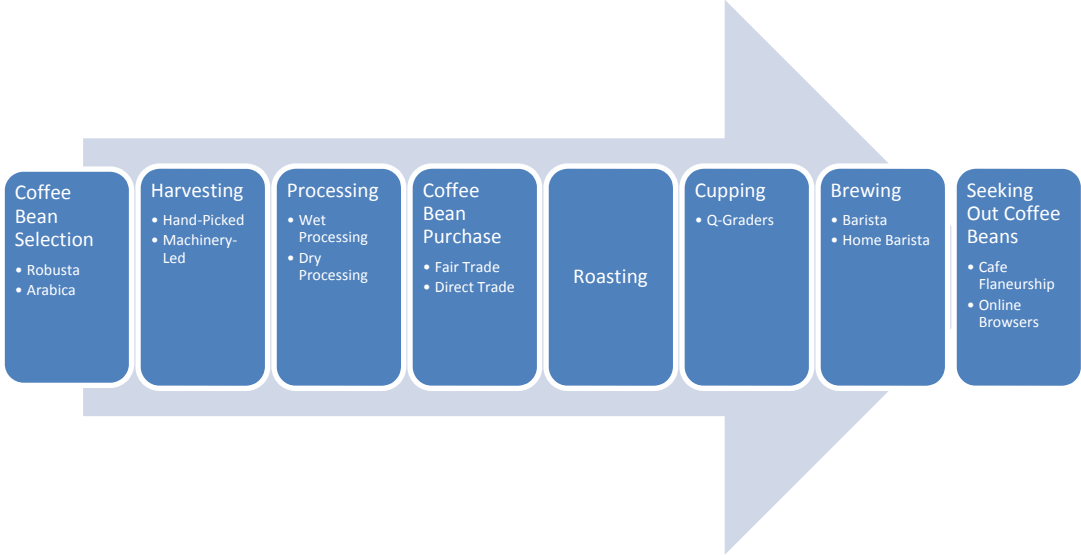 Coffee
Bean
Selection
• Robusta
• Arabica
Harvesting
• Hand-Picked
• Machinery-
Led
Processing
• Wet
Processing
• Dry
Processing
Coffee
Bean
Purchase
• Fair Trade
• Direct Trade
Roasting
Cupping
• Q-Graders
Brewing
• Barista
• Home Barista
Seeking
Out Coffee
Beans
• Cafe
Flaneurship
• Online
Browsers